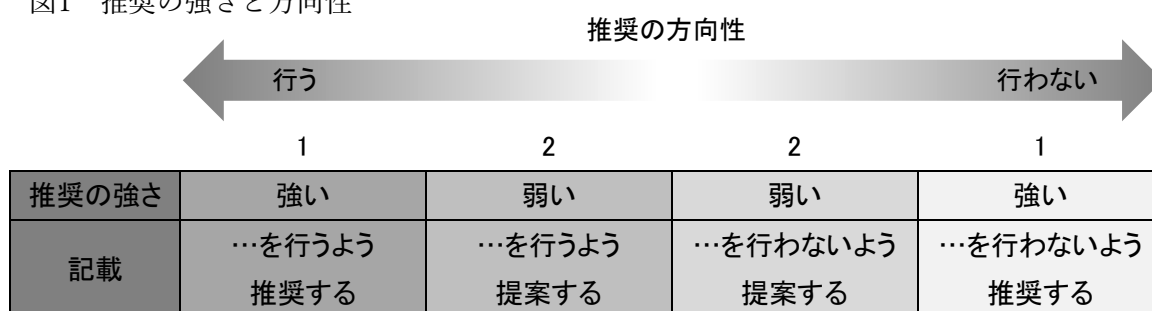 図1 推奨の強さと方向性
推奨の方向性
行う 行わない
1 2 2 1
推奨の強さ 強い 弱い 弱い 強い
記載 …を行うよう …を行うよう …を行わないよう …を行わないよう
推奨する 提案する 提案する 推奨する